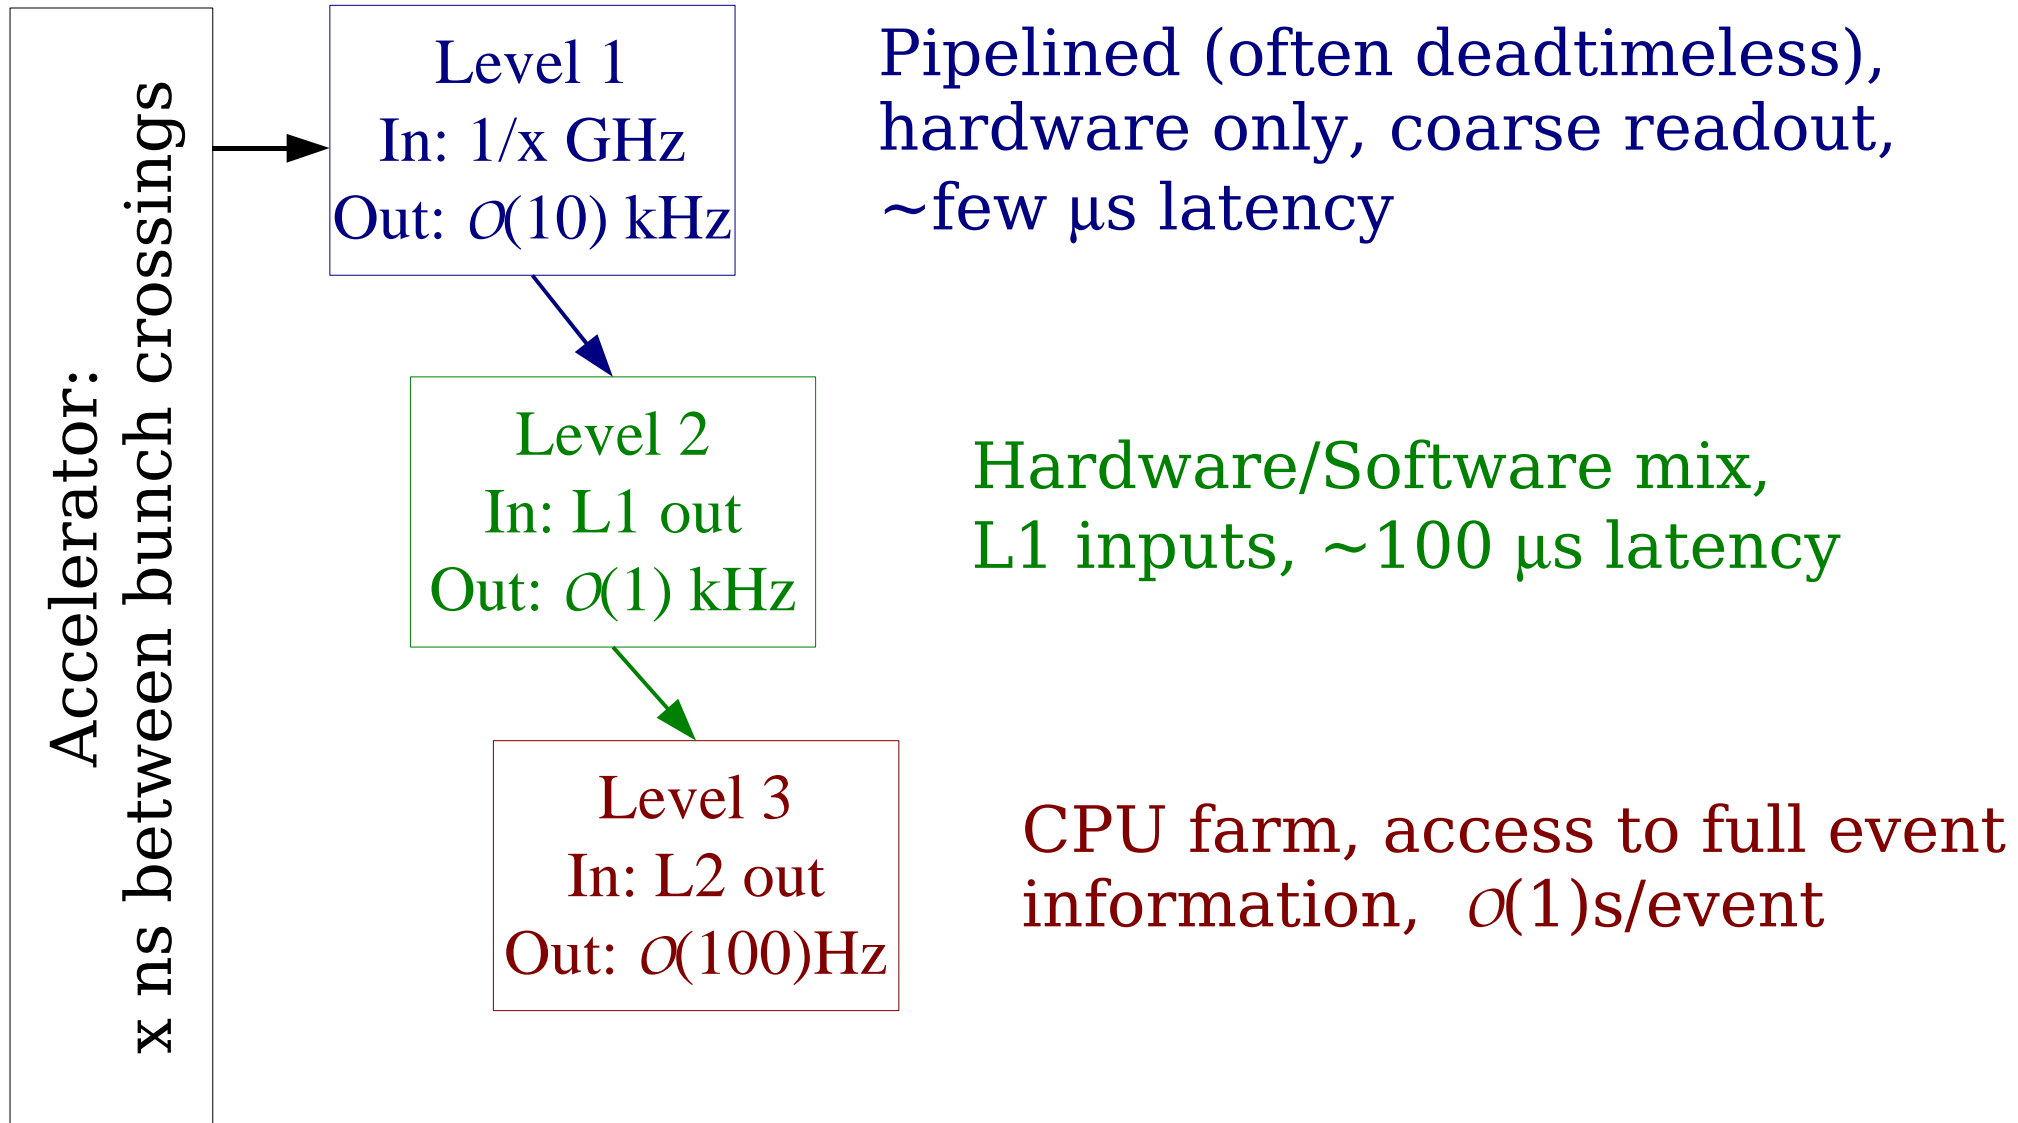 Accelerator:
x ns between bunch crossings
Level 1
In: 1/x GHz
Out: O(10) kHz
Pipelined (often deadtimeless),
hardware only, coarse readout,
~few μs latency
Level 2
In: L1 out
Out: O(1) kHz
Hardware/Software mix,
L1 inputs, ~100 μs latency
Level 3
In: L2 out
Out: O(100)Hz
CPU farm, access to full event
information, O(1)s/event